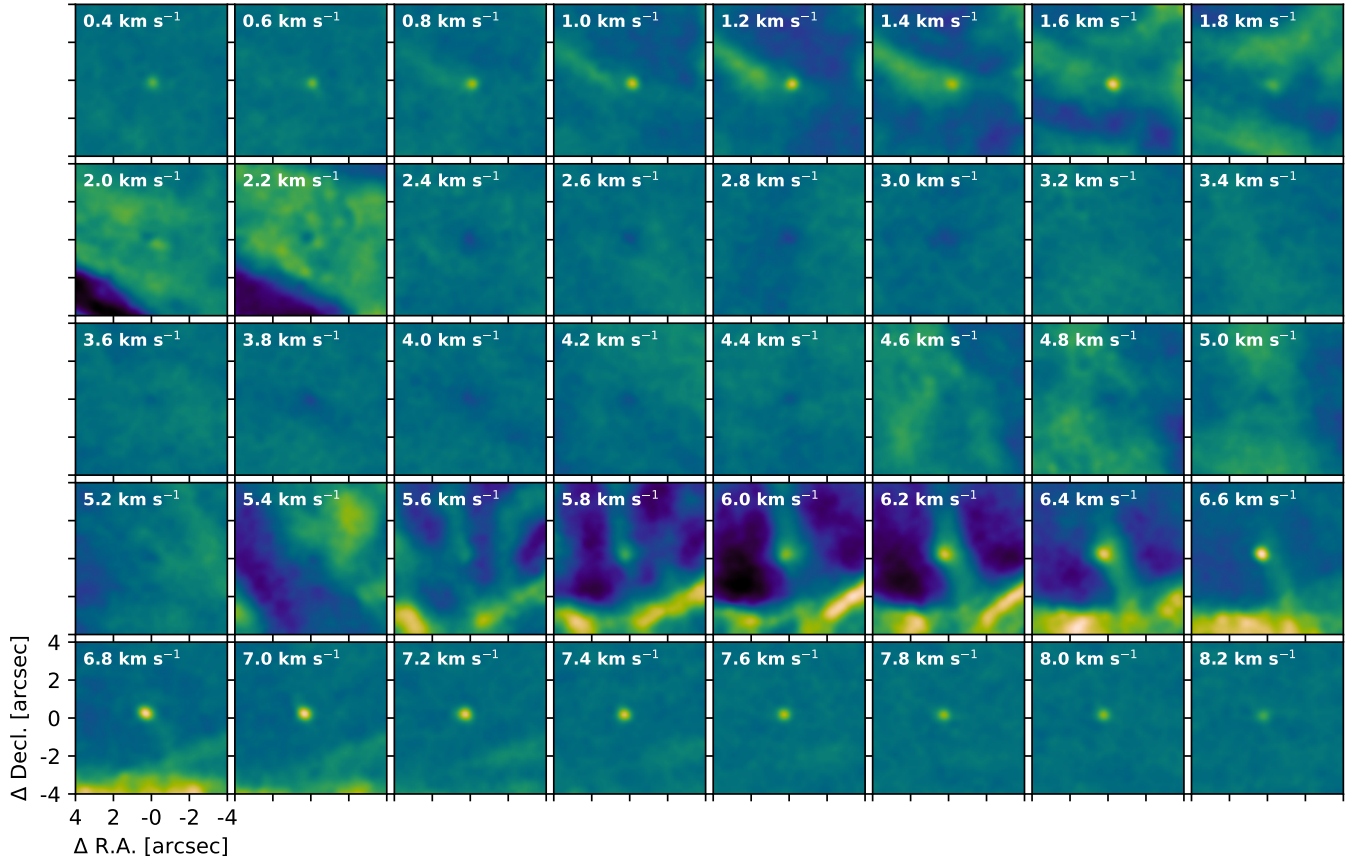 0.4 km s⁻¹ 0.6 km s⁻¹ 0.8 km s⁻¹ 1.0 km s⁻¹ 1.2 km s⁻¹ 1.4 km s⁻¹ 1.6 km s⁻¹ 1.8 km s⁻¹
2.0 km s⁻¹ 2.2 km s⁻¹ 2.4 km s⁻¹ 2.6 km s⁻¹ 2.8 km s⁻¹ 3.0 km s⁻¹ 3.2 km s⁻¹ 3.4 km s⁻¹
3.6 km s⁻¹ 3.8 km s⁻¹ 4.0 km s⁻¹ 4.2 km s⁻¹ 4.4 km s⁻¹ 4.6 km s⁻¹ 4.8 km s⁻¹ 5.0 km s⁻¹
5.2 km s⁻¹ 5.4 km s⁻¹ 5.6 km s⁻¹ 5.8 km s⁻¹ 6.0 km s⁻¹ 6.2 km s⁻¹ 6.4 km s⁻¹ 6.6 km s⁻¹
6.8 km s⁻¹ 7.0 km s⁻¹ 7.2 km s⁻¹ 7.4 km s⁻¹ 7.6 km s⁻¹ 7.8 km s⁻¹ 8.0 km s⁻¹ 8.2 km s⁻¹
Δ Decl. [arcsec]
4
2
0
-2
-4
4 2 -0 -2 -4
Δ R.A. [arcsec]